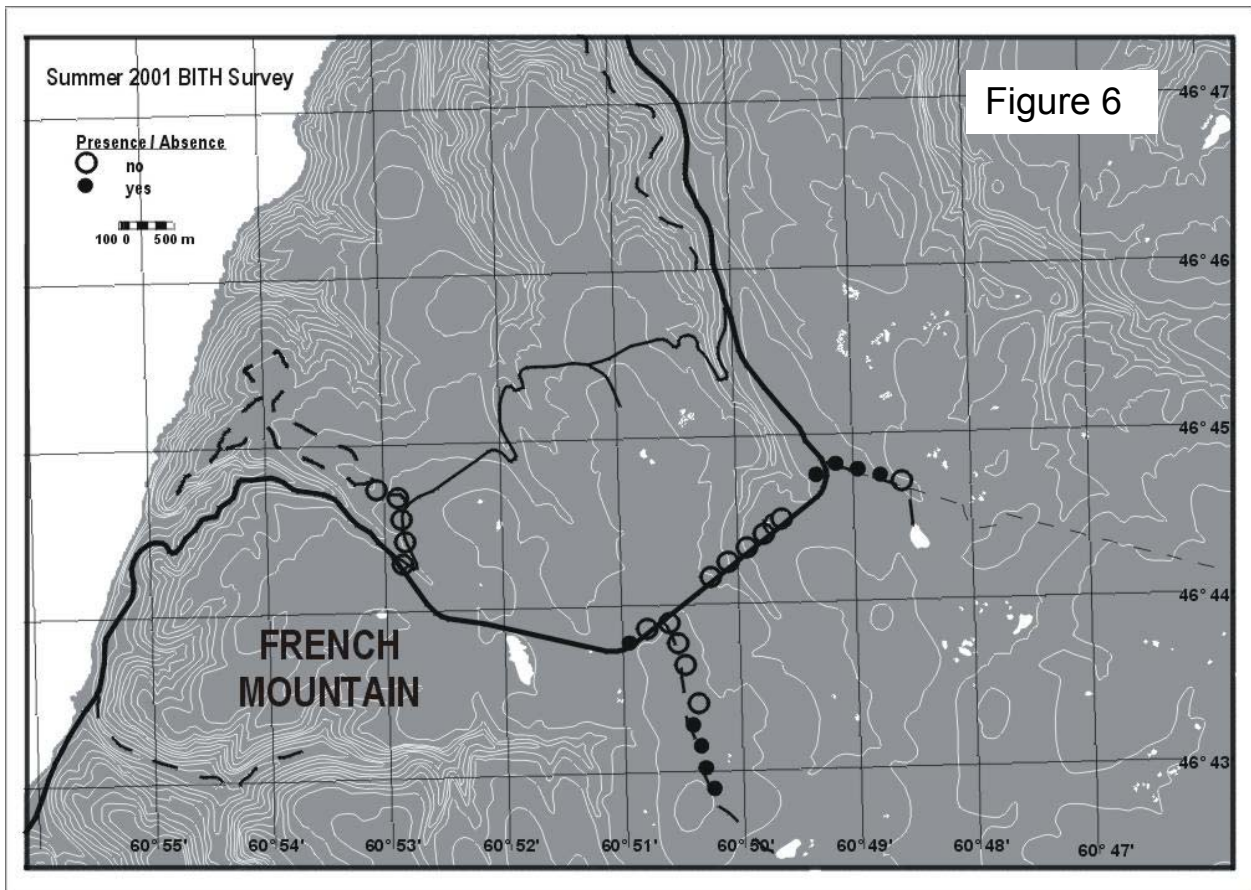 Summer 2001 BITH Survey
Figure 6
Presence / Absence
no
yes
100 0 500 m
46° 47'
46° 46'
46° 45'
46° 44'
46° 43'
FRENCH
MOUNTAIN
60° 55' 60° 54' 60° 53' 60° 52' 60° 51' 60° 50' 60° 49' 60° 48' 60° 47'